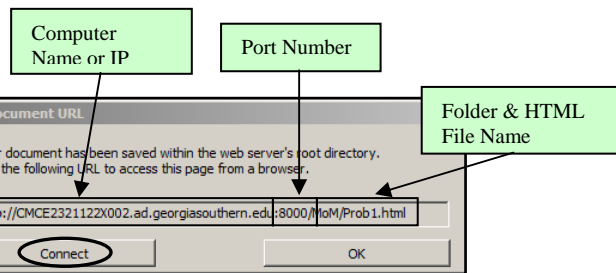 Computer
Name or IP
Port Number
Folder & HTML
File Name
ocument URL
r document has been saved within the web server's root directory.
the following URL to access this page from a browser.
://CMCE2321122X002.ad.georgiasouthern.edu:8000/MoM/Prob1.html
Connect
OK